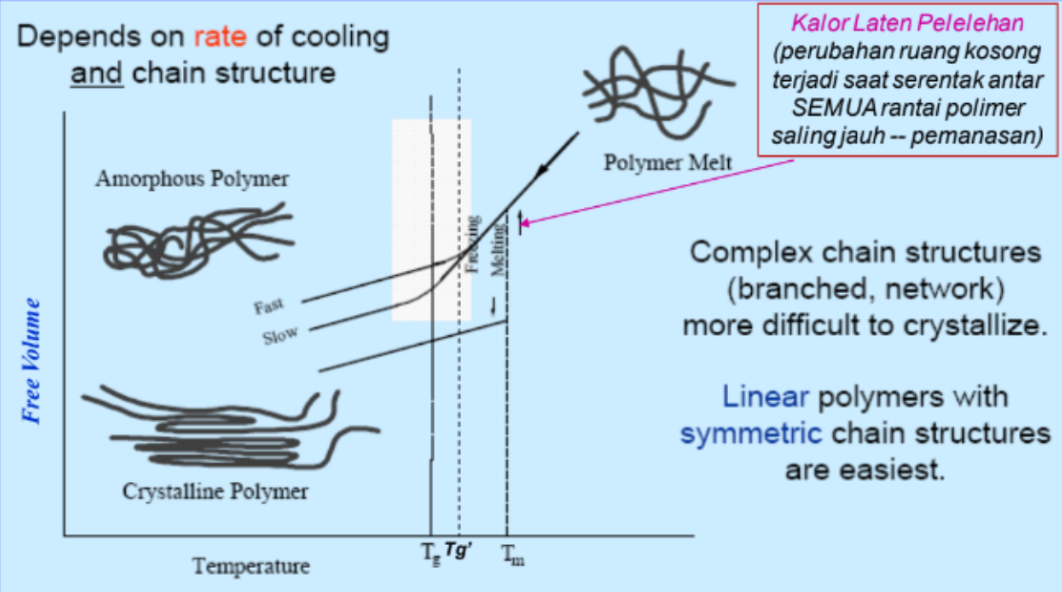 Depends on rate of cooling
and chain structure
Kalor Laten Pelelehan
(perubahan ruang kosong
terjadi saat serentak antar
SEMUA rantai polimer
saling jauh -- pemanasan)
Polymer Melt
Amorphous Polymer
Freezing
Melting
Fast
Slow
Complex chain structures
(branched, network)
more difficult to crystallize.
Linear polymers with
symmetric chain structures
are easiest.
Free Volume
Crystalline Polymer
Tg Tg' Tm
Temperature